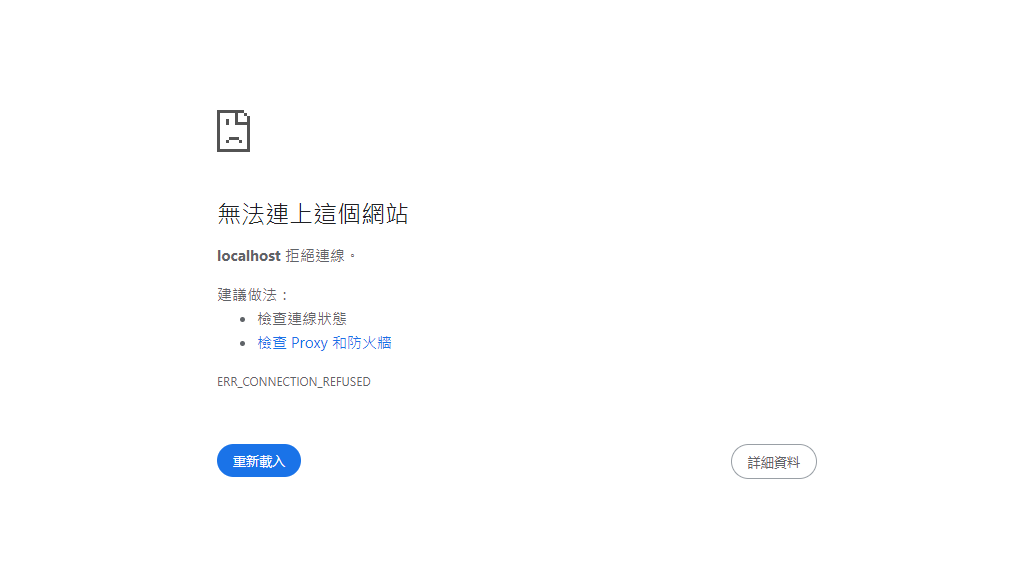 無法連上這個網站
localhost 拒絕連線。
建議做法：
檢查連線狀態
檢查 Proxy 和防火牆
ERR_CONNECTION_REFUSED
重新載入
詳細資料